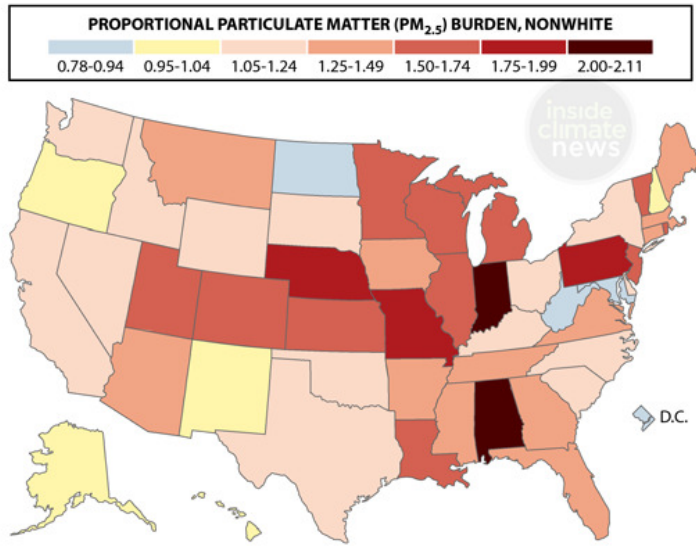 PROPORTIONAL PARTICULATE MATTER (PM2.5) BURDEN, NONWHITE
0.78-0.94 0.95-1.04 1.05-1.24 1.25-1.49 1.50-1.74 1.75-1.99 2.00-2.11
inside
climate
news
D.C.